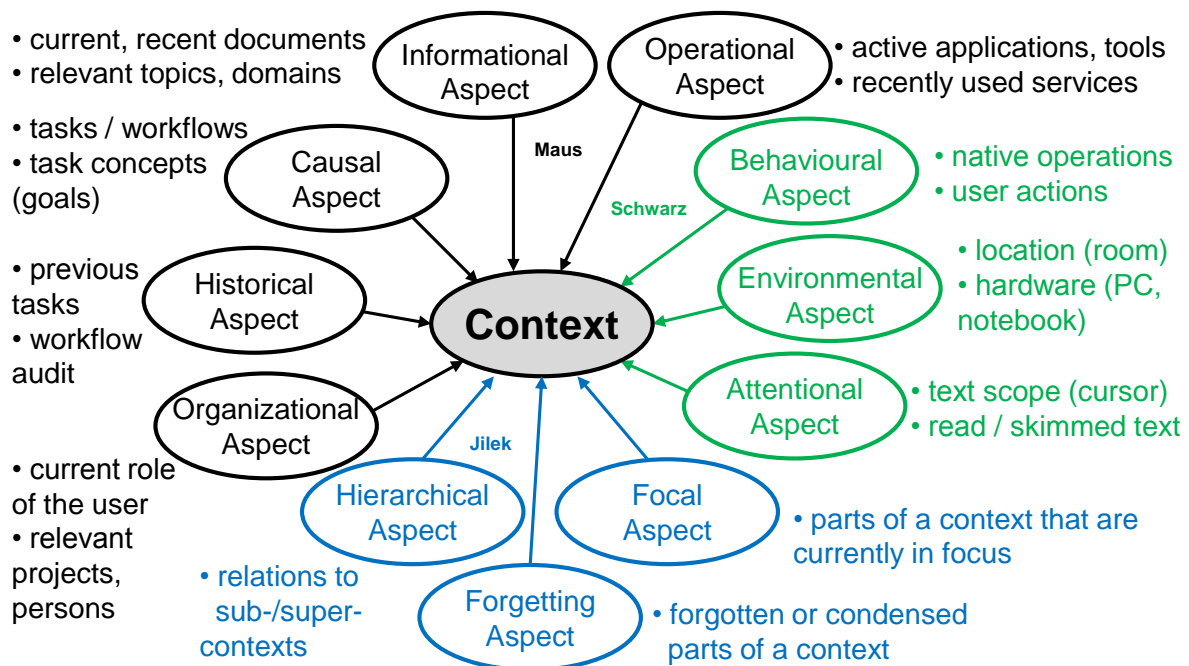 • current, recent documents
• relevant topics, domains
Informational
Aspect
Operational
Aspect
• active applications, tools
• recently used services
• tasks / workflows
• task concepts
(goals)
Causal
Aspect
Maus
Behavioural
Aspect
• native operations
• user actions
Schwarz
• previous
tasks
• workflow
audit
Historical
Aspect
Context
Environmental
Aspect
• location (room)
• hardware (PC,
notebook)
Organizational
Aspect
Attentional
Aspect
• text scope (cursor)
• read / skimmed text
• current role
of the user
• relevant
projects,
persons
Jilek
Hierarchical
Aspect
Focal
Aspect
• parts of a context that are
currently in focus
• relations to
sub-/super-
contexts
Forgetting
Aspect
• forgotten or condensed
parts of a context